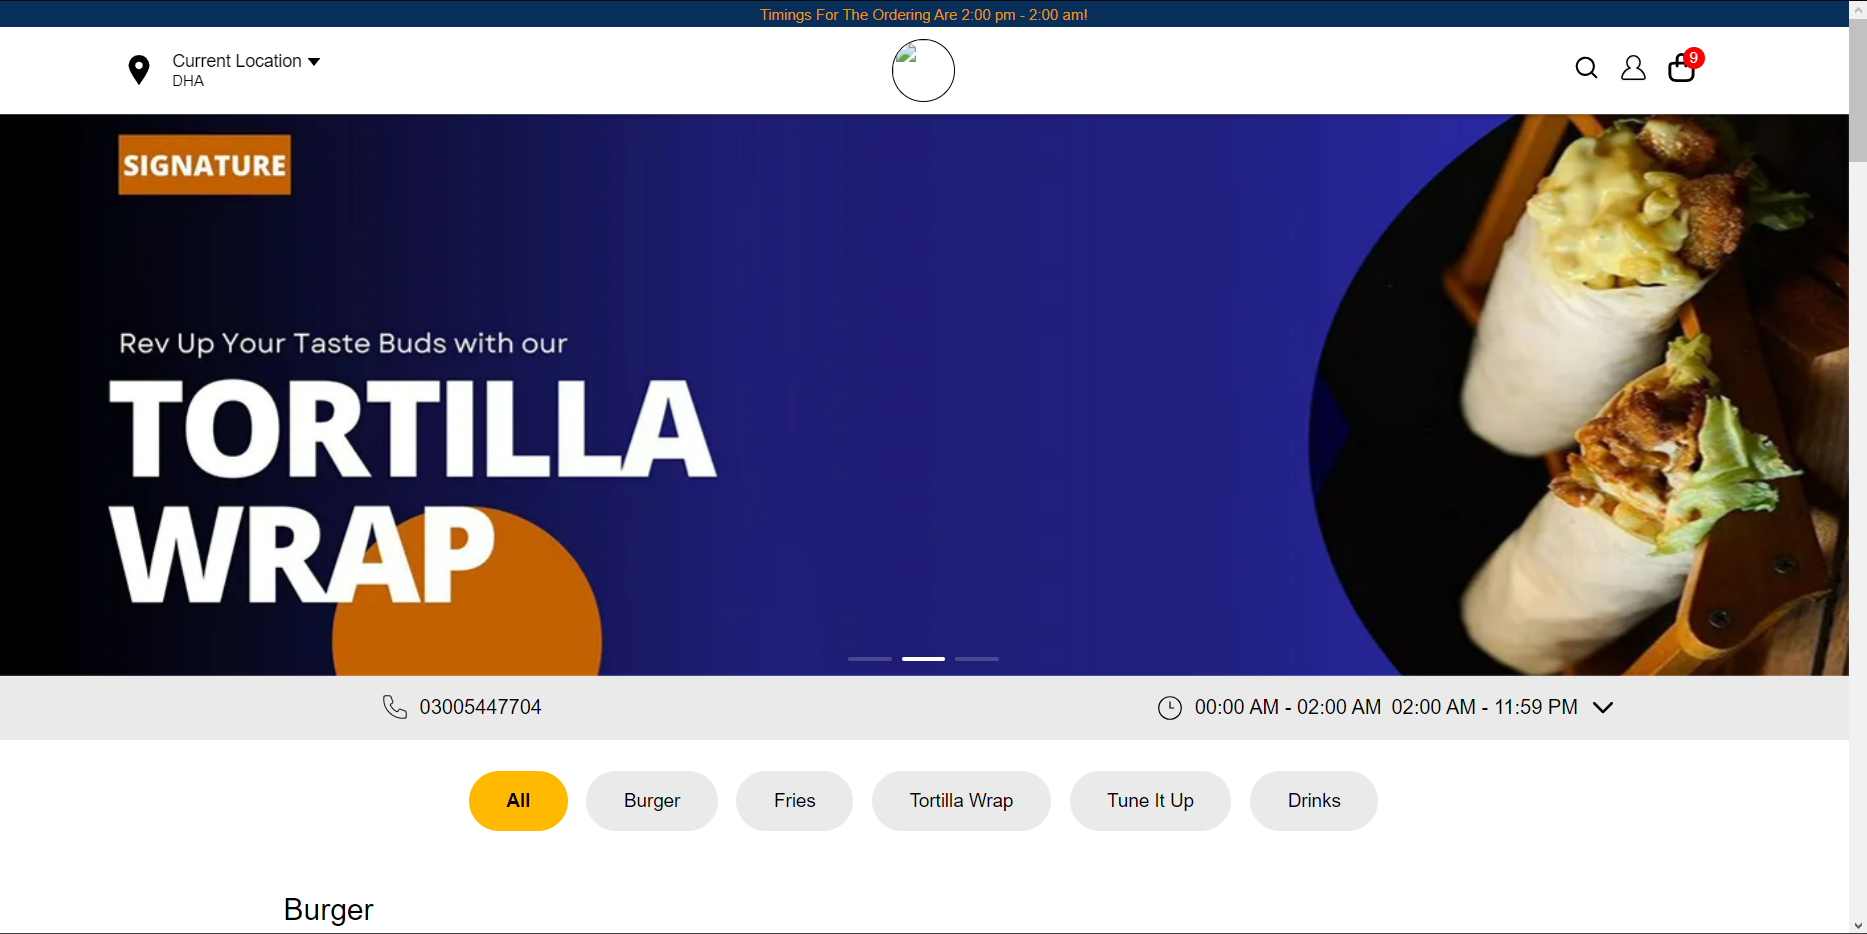 Timings For The Ordering Are 2:00 pm - 2:00 am!
Current Location
DHA
9
SIGNATURE
Rev Up Your Taste Buds with our
TORTILLA
WRAP
03005447704
00:00 AM - 02:00 AM 02:00 AM - 11:59 PM
All
Burger
Fries
Tortilla Wrap
Tune It Up
Drinks
Burger